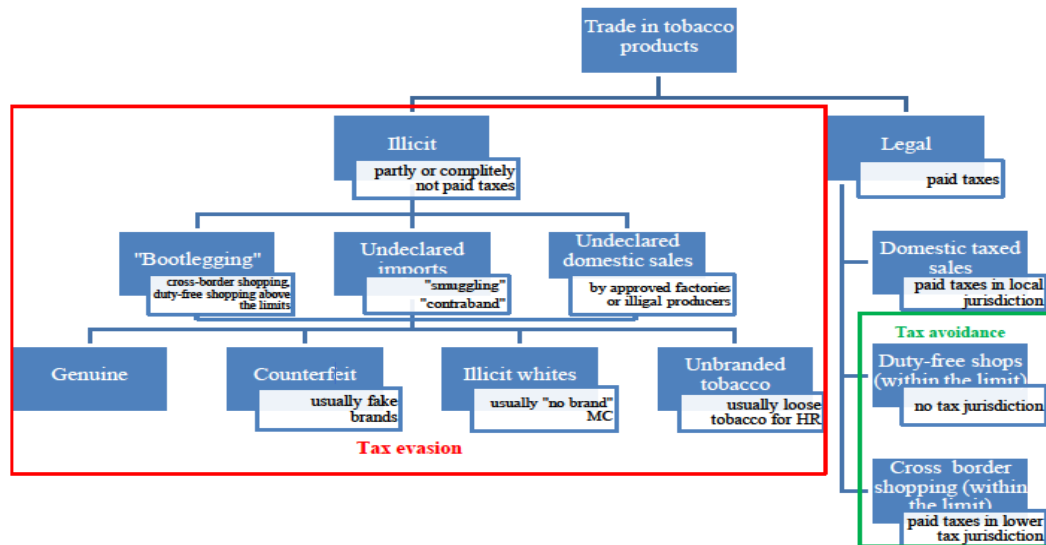 Trade in tobacco
products
Illicit
partly or complitely
not paid taxes
Legal
paid taxes
"Bootlegging"
cross-border shopping,
duty-free shopping above
the limits
Undeclared
imports
"smuggling"
"contraband"
Undeclared
domestic sales
by approved factories
or illigal producers
Domestic taxed
sales
paid taxes in local
jurisdiction
Tax avoidance
Genuine
Counterfeit
usually fake
brands
Illicit whites
usually "no brand"
MC
Unbranded
tobacco
usually loose
tobacco for HR
Duty-free shops
(within the limit)
no tax jurisdiction
Tax evasion
Cross border
shopping (within
the limit)
paid taxes in lower
tax jurisdiction